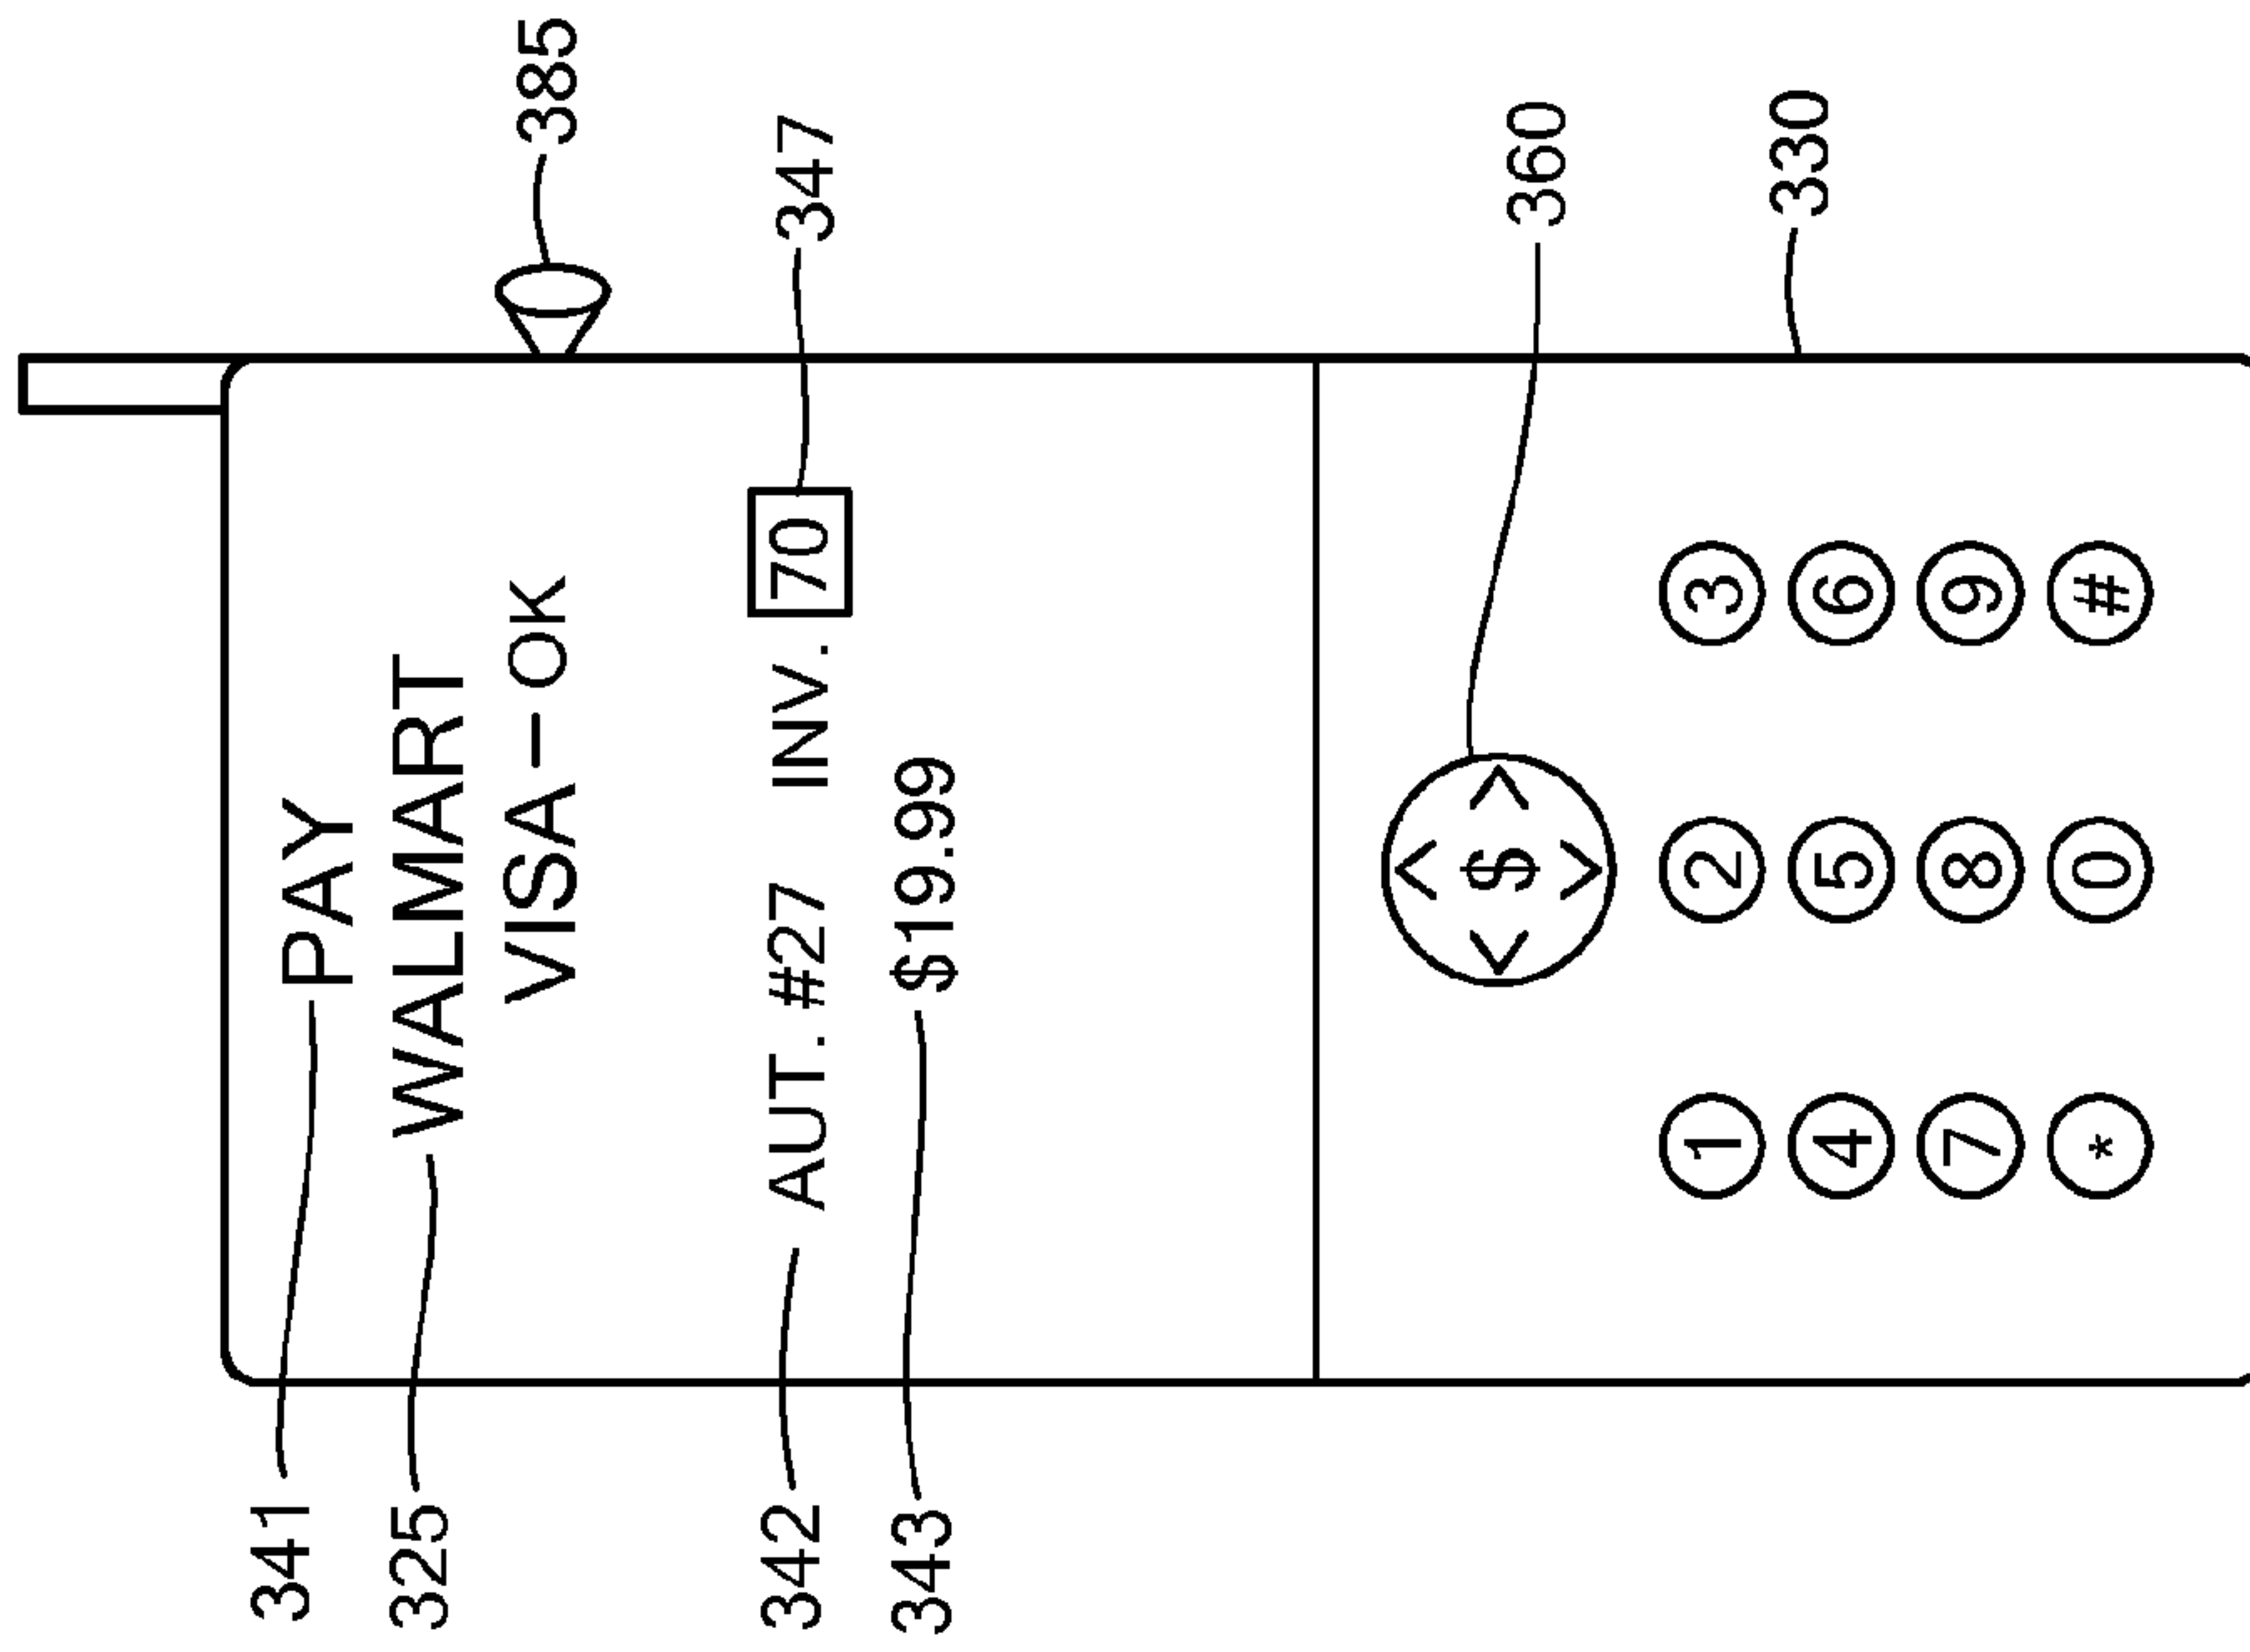 385
341 PAY
325 WALMART
VISA – OK
347
342 AUT. #27 INV. 70
343 $19.99
360
< ^ $ v >
330
1 2 3
4 5 6
7 8 9
* 0 #